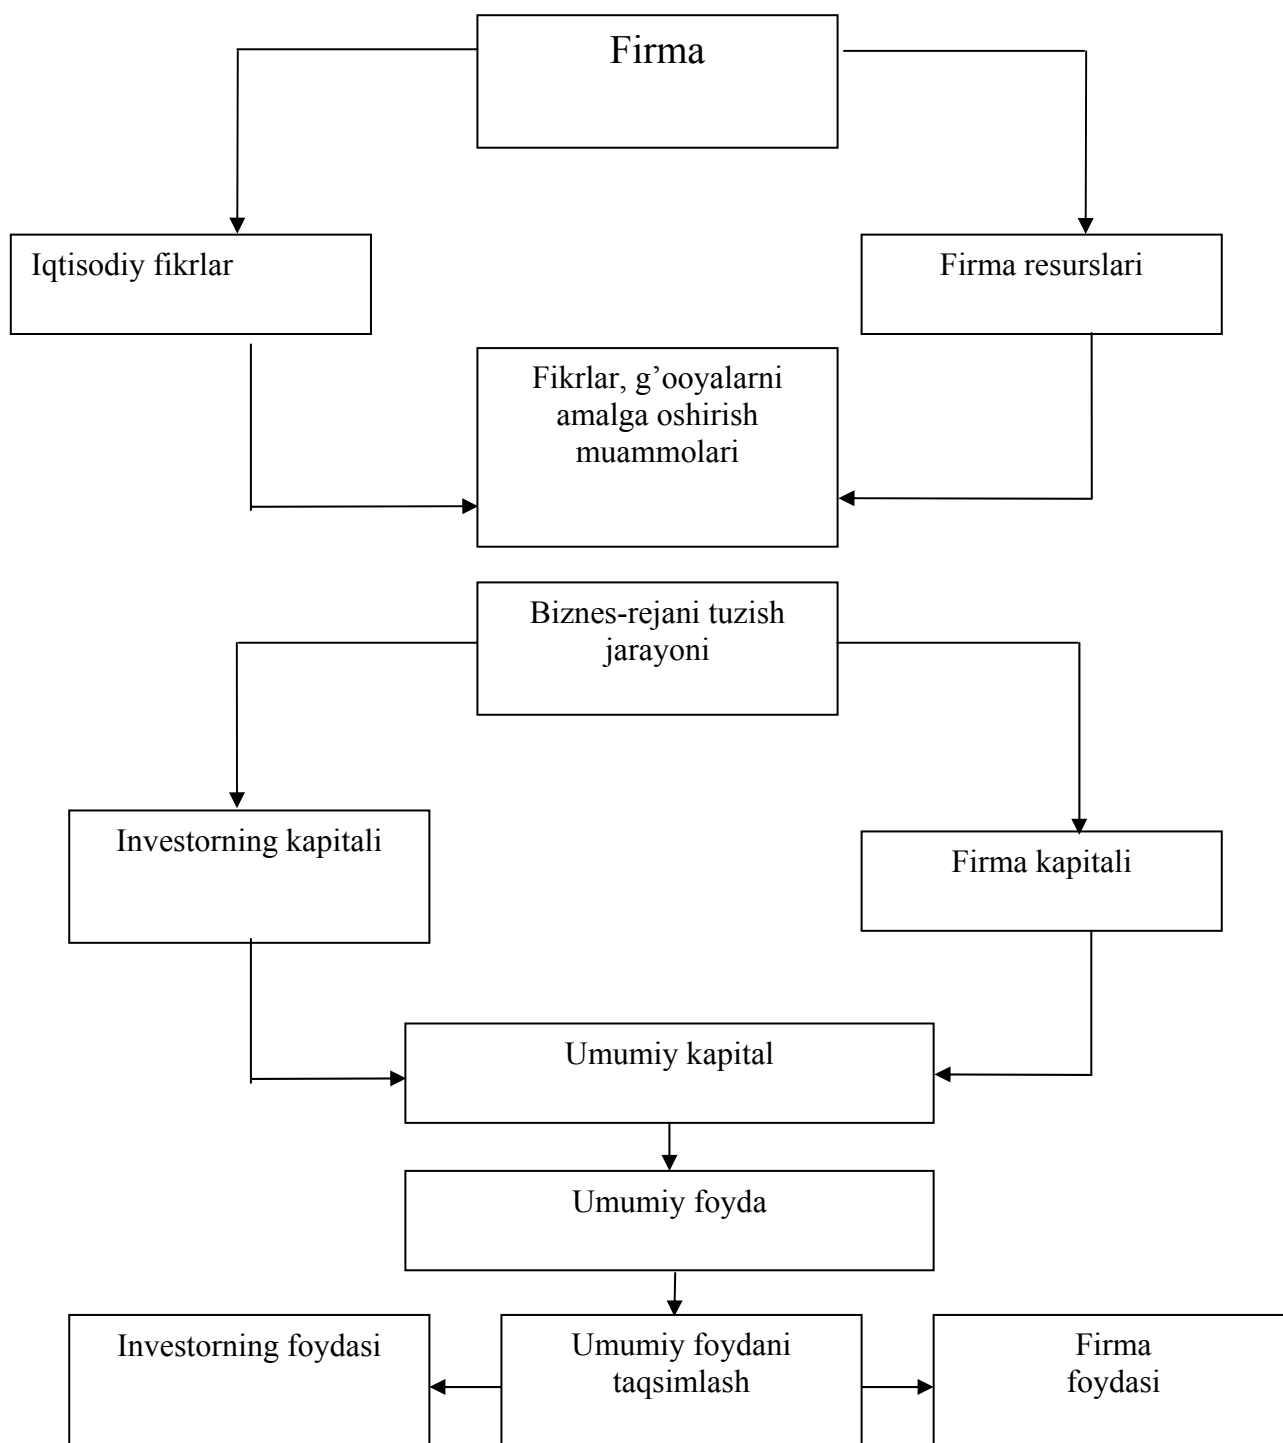 Firma
Iqtisodiy fikrlar
Firma resurslari
Fikrlar, g’ooyalarni
amalga oshirish
muammolari
Biznes-rejani tuzish
jarayoni
Investorning kapitali
Firma kapitali
Umumiy kapital
Umumiy foyda
Investorning foydasi
Umumiy foydani
taqsimlash
Firma
foydasi